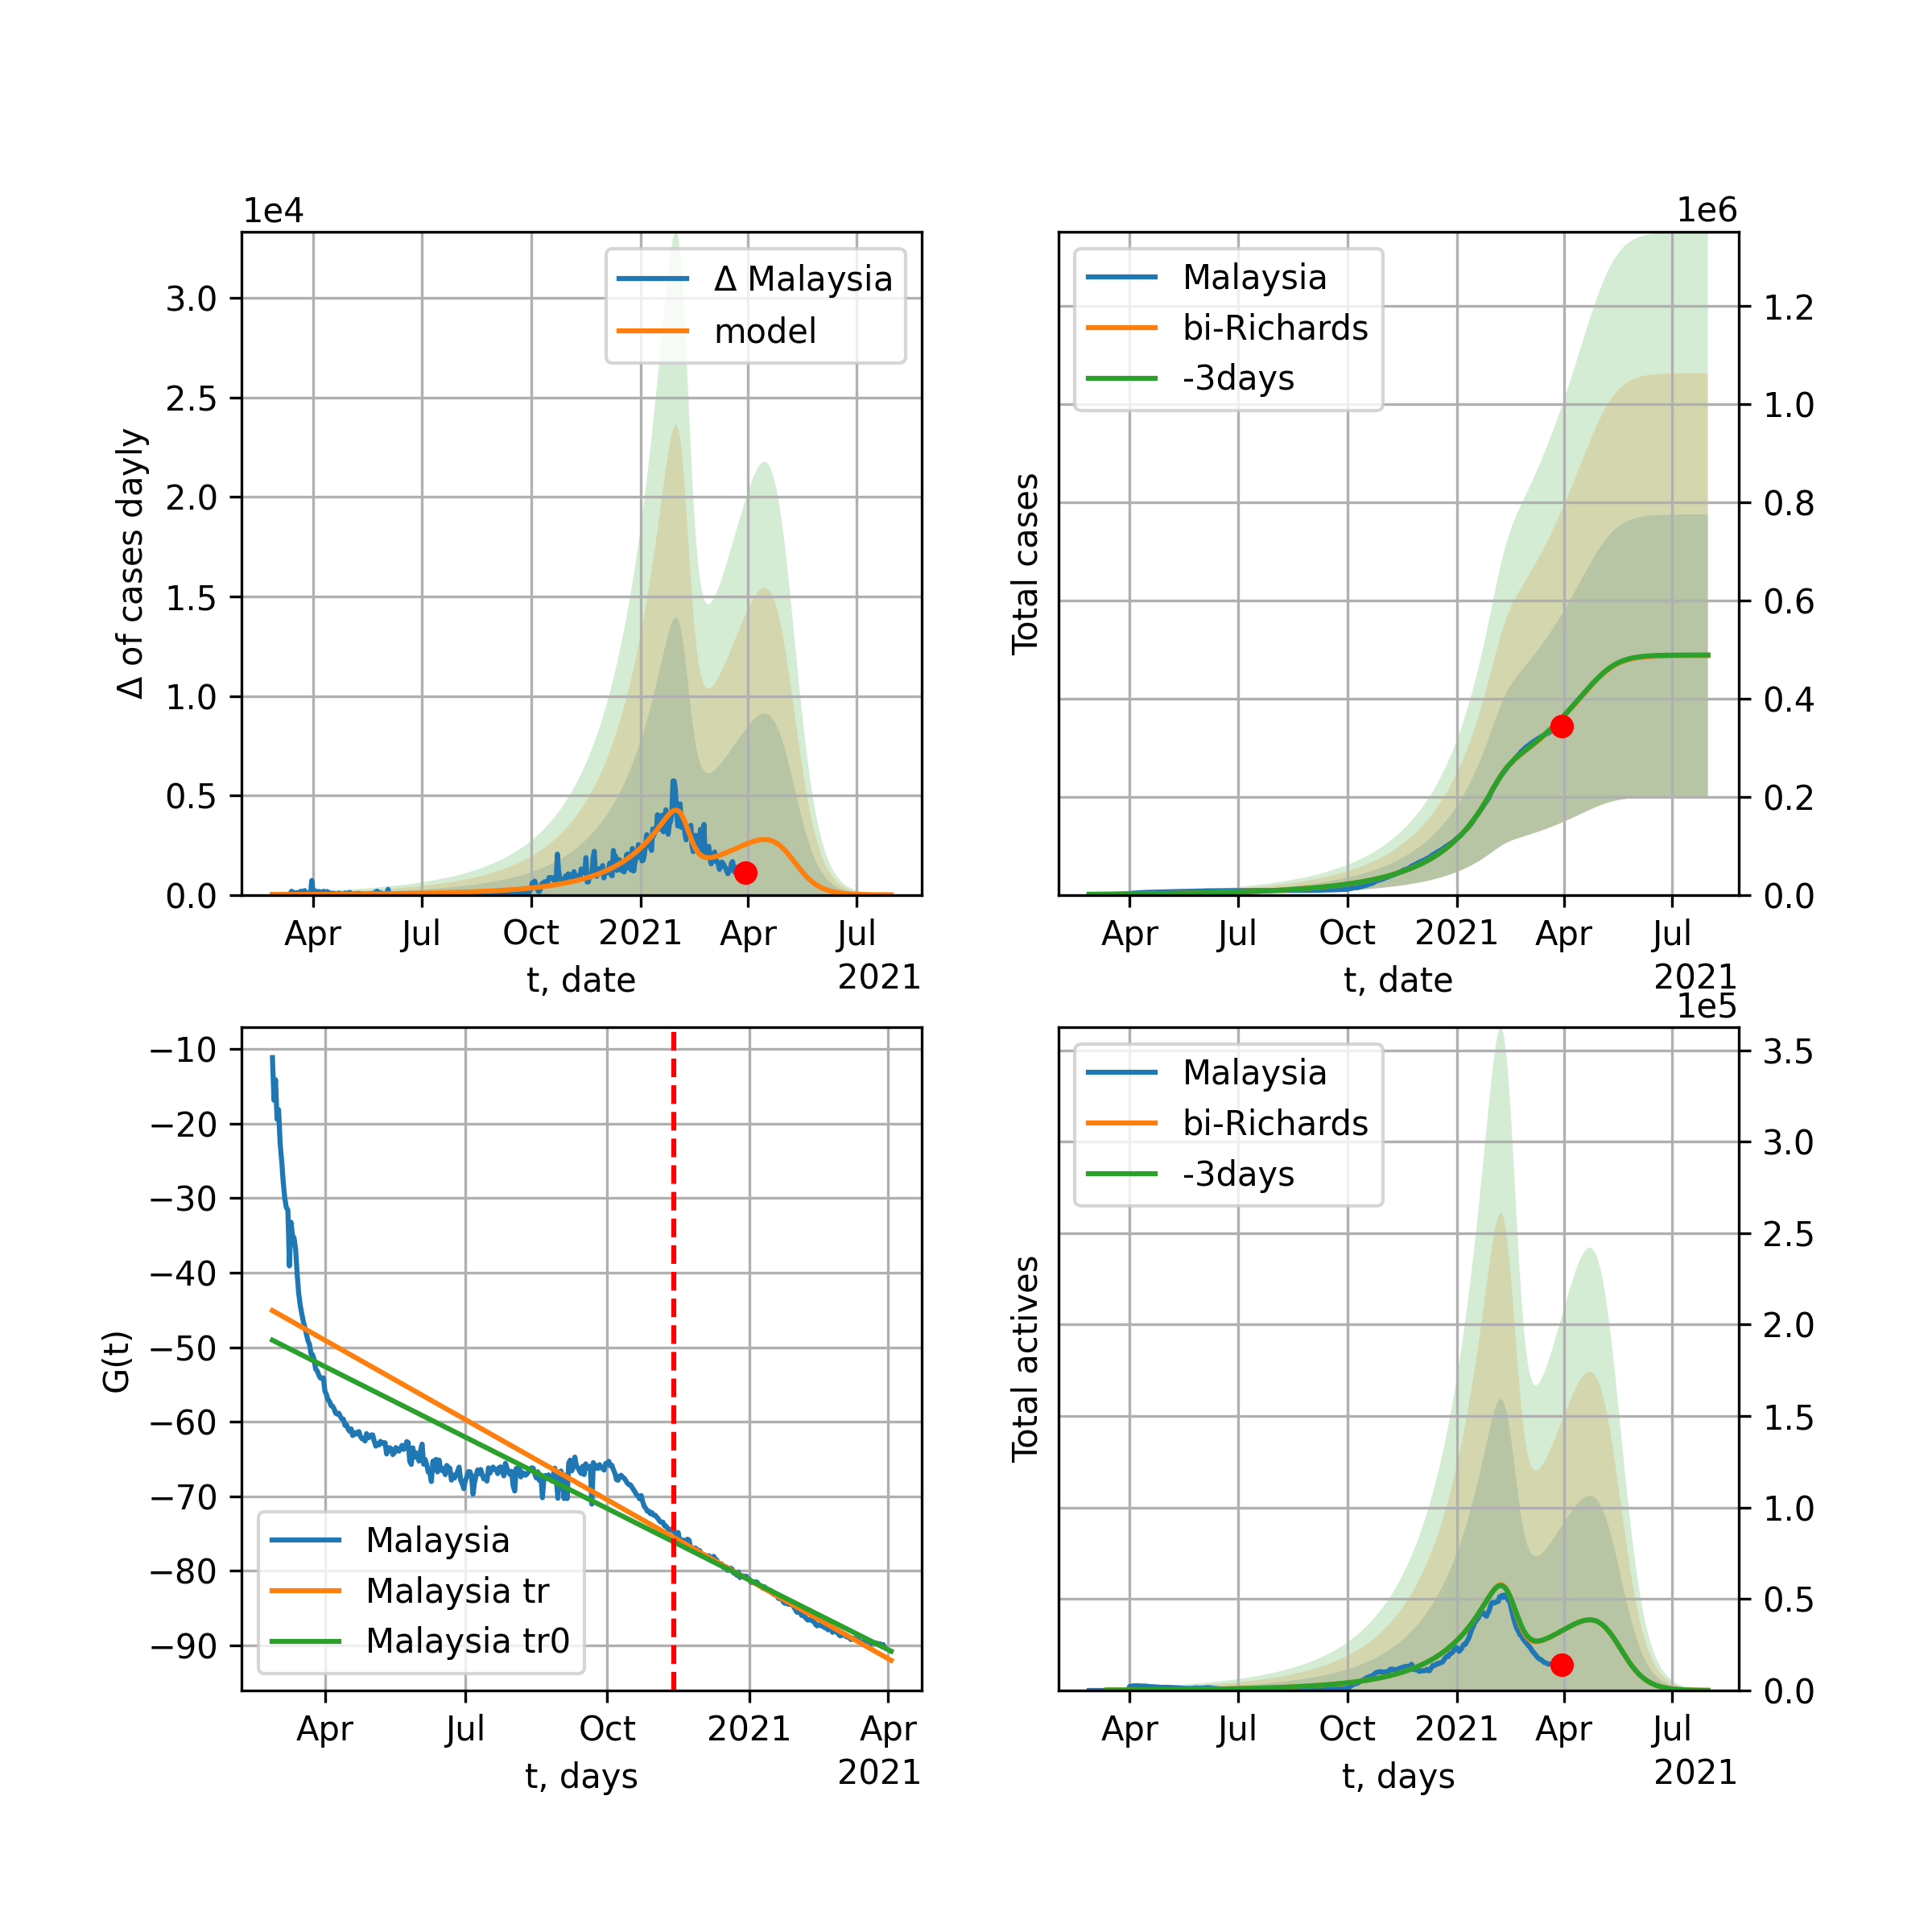 1e4
Δ of cases dayly
3.0
2.5
2.0
1.5
1.0
0.5
0.0
Δ Malaysia
model
Apr Jul Oct 2021 Apr Jul
t, date
2021
1e6
Total cases
Malaysia
bi-Richards
-3days
1.2
1.0
0.8
0.6
0.4
0.2
0.0
Apr Jul Oct 2021 Apr Jul
t, date
2021
G(t)
−10
−20
−30
−40
−50
−60
−70
−80
−90
Malaysia
Malaysia tr
Malaysia tr0
Apr Jul Oct 2021 Apr
t, days
2021
1e5
Total actives
Malaysia
bi-Richards
-3days
3.5
3.0
2.5
2.0
1.5
1.0
0.5
0.0
Apr Jul Oct 2021 Apr Jul
t, days
2021